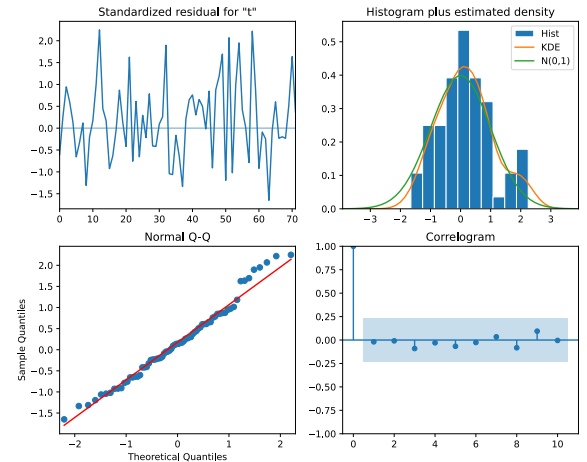 Standardized residual for "t"
2.0
1.5
1.0
0.5
0.0
−0.5
−1.0
−1.5
0 10 20 30 40 50 60 70
Histogram plus estimated density
Hist
KDE
N(0,1)
0.5
0.4
0.3
0.2
0.1
0.0
−3 −2 −1 0 1 2 3
Normal Q-Q
Sample Quantiles
2.0
1.5
1.0
0.5
0.0
−0.5
−1.0
−1.5
−2 −1 0 1 2
Theoretical Quantiles
Correlogram
1.00
0.75
0.50
0.25
0.00
−0.25
−0.50
−0.75
−1.00
0 2 4 6 8 10